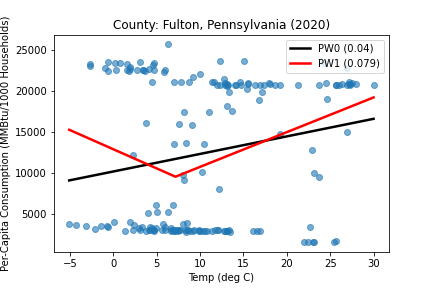 County: Fulton, Pennsylvania (2020)
Per-Capita Consumption (MMBtu/1000 Households)
25000
20000
15000
10000
5000
PW0 (0.04)
PW1 (0.079)
−5
0
5
10
15
20
25
30
Temp (deg C)